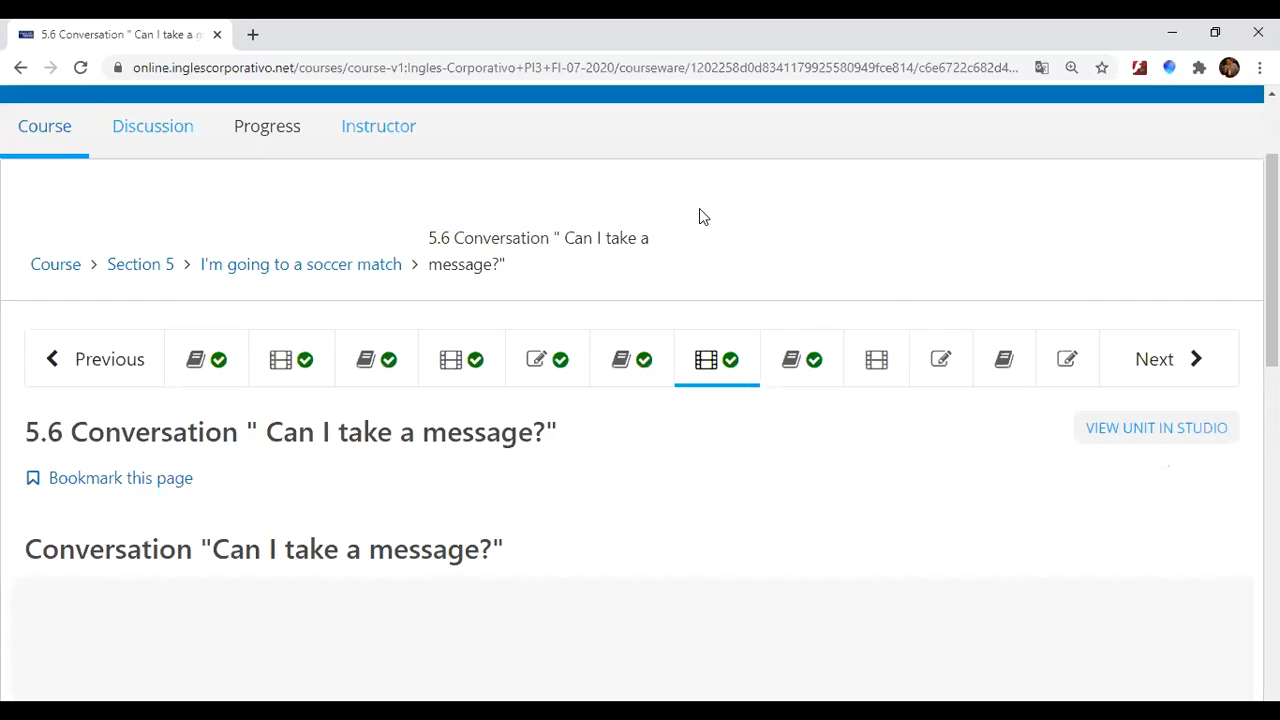 5.6 Conversation " Can I take a
online.inglescorporativo.net/courses/course-v1:Ingles-Corporativo+PI3+FI-07-2020/courseware/1202258d0d8341179925580949fce814/c6e6722c682d4...
Course Discussion Progress Instructor
5.6 Conversation " Can I take a
Course > Section 5 > I'm going to a soccer match > message?"
Previous Next
5.6 Conversation " Can I take a message?"
VIEW UNIT IN STUDIO
Bookmark this page
Conversation "Can I take a message?"